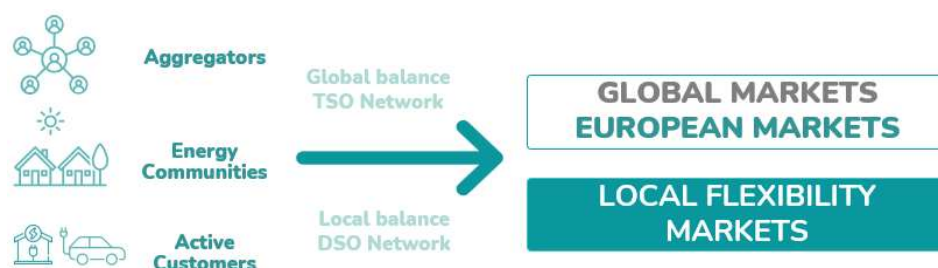 Aggregators
Energy
Communities
Active
Customers
Global balance
TSO Network
Local balance
DSO Network
GLOBAL MARKETS
EUROPEAN MARKETS
LOCAL FLEXIBILITY
MARKETS